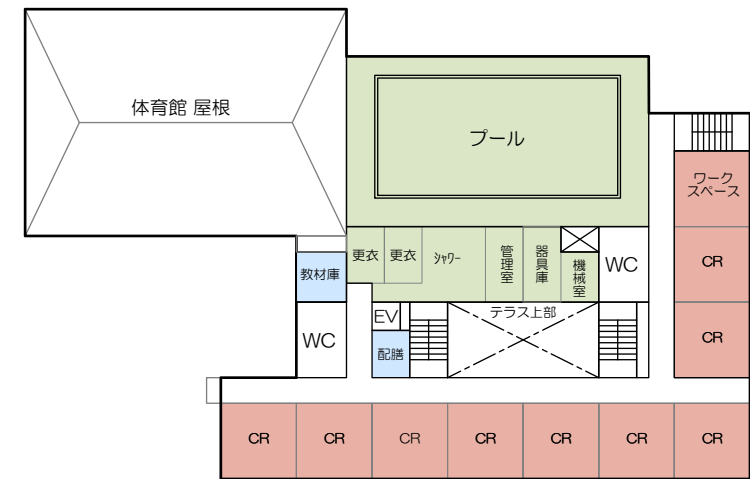 体育館 屋根
プール
ワーク
スペース
更衣
更衣
ｼｬﾜｰ
管理室
器具庫
機械室
WC
CR
教材庫
EV
テラス上部
WC
配膳
CR
CR
CR
CR
CR
CR
CR
CR